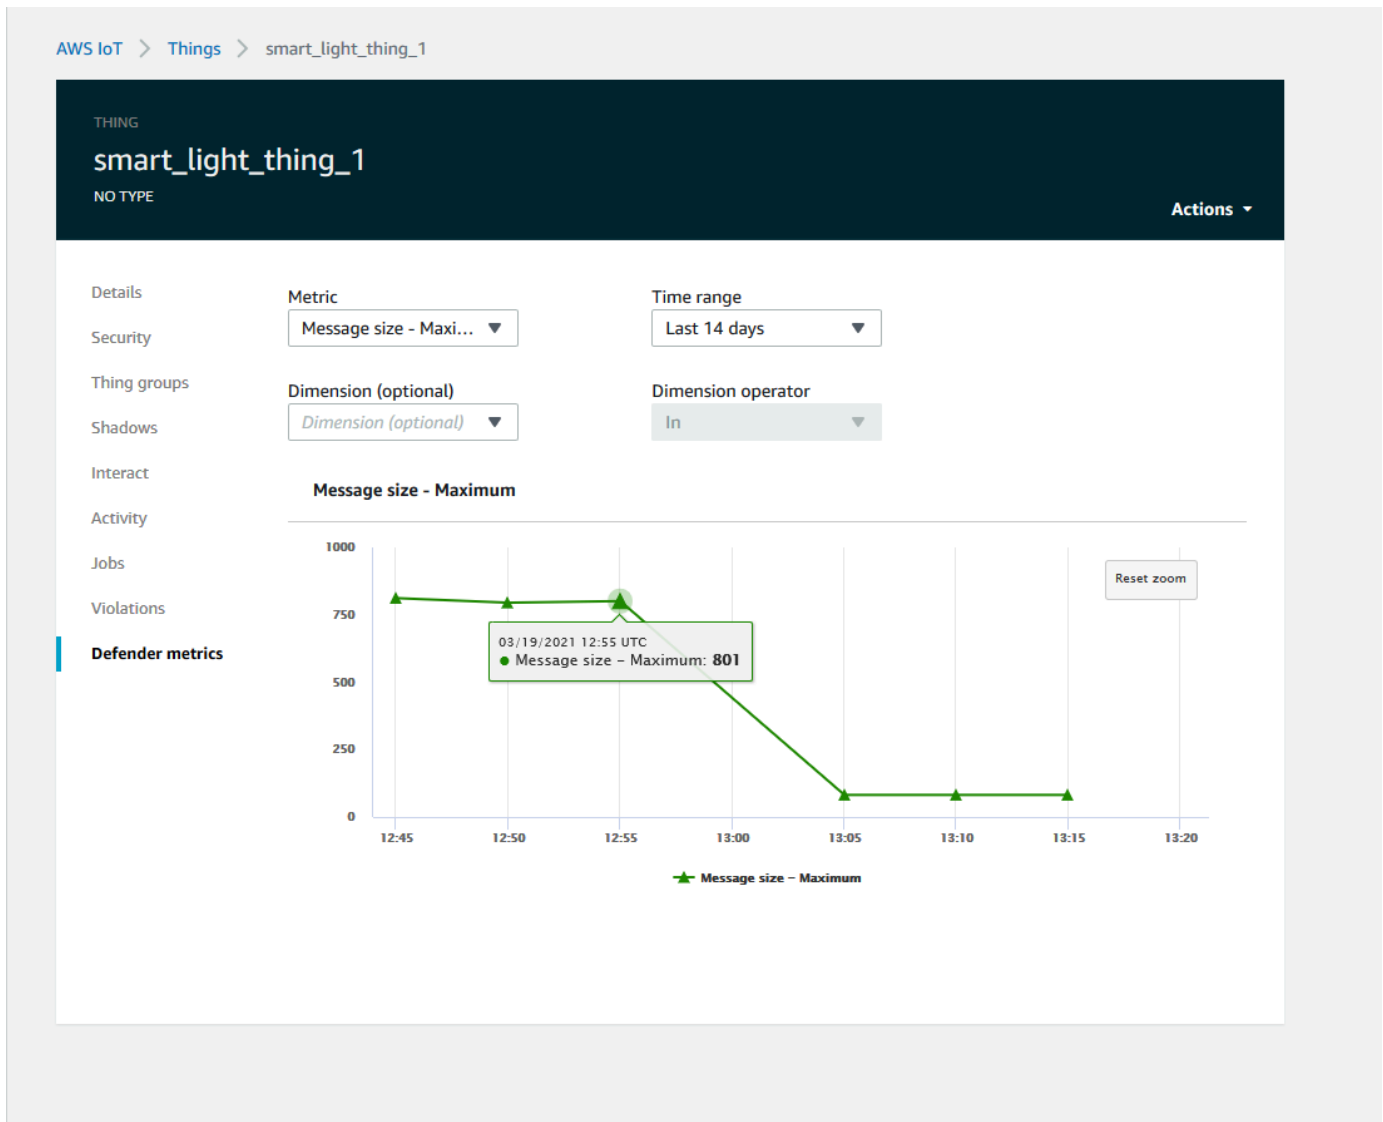 AWS IoT > Things > smart_light_thing_1
THING
smart_light_thing_1
NO TYPE
Actions
Details
Security
Thing groups
Shadows
Interact
Activity
Jobs
Violations
Defender metrics
Metric
Message size - Maxi...
Time range
Last 14 days
Dimension (optional)
Dimension (optional)
Dimension operator
In
Message size - Maximum
1000
750
500
250
0
Reset zoom
03/19/2021 12:55 UTC
Message size – Maximum: 801
12:45 12:50 12:55 13:00 13:05 13:10 13:15 13:20
Message size – Maximum